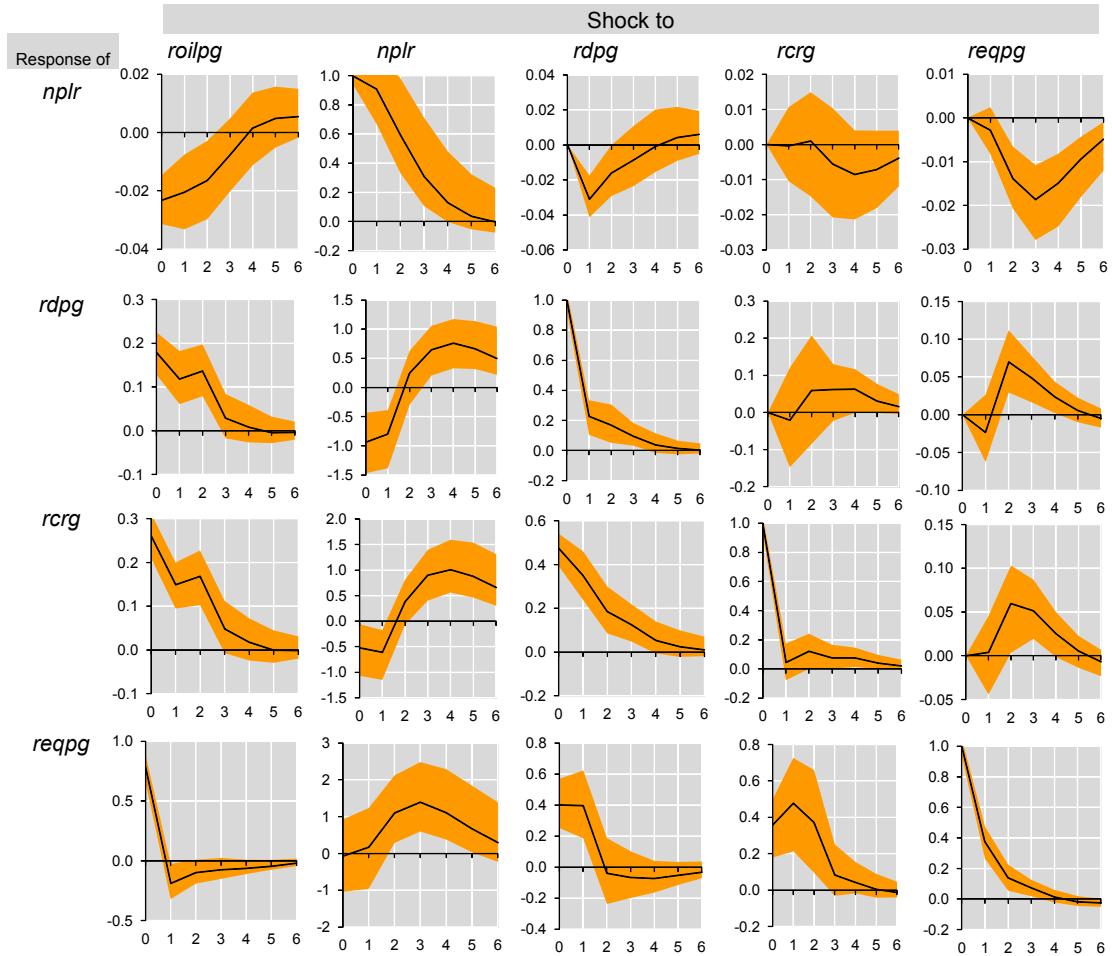 Shock to
Response of
roilpg nplr rdpg rcrg reqpg
nplr
0.02 1.0 0.04 0.02 0.01
0.00 0.8 0.02 0.01 0.00
-0.02 0.6 0.00 0.00 -0.01
-0.04 0.4 -0.02 -0.01 -0.02
0.2 -0.04 -0.02 -0.03
0.0 -0.06 -0.03
-0.2
0 1 2 3 4 5 6 0 1 2 3 4 5 6 0 1 2 3 4 5 6 0 1 2 3 4 5 6 0 1 2 3 4 5 6
rdpg
0.3 1.5 1.0 0.3 0.15
0.2 1.0 0.8 0.2 0.10
0.1 0.5 0.6 0.1 0.05
0.0 0.0 0.4 0.0 0.00
-0.1 -0.5 0.2 -0.1 -0.05
-1.0 0.0 -0.2 -0.10
-1.5 -0.2
0 1 2 3 4 5 6 0 1 2 3 4 5 6 0 1 2 3 4 5 6 0 1 2 3 4 5 6 0 1 2 3 4 5 6
rcrg
0.3 2.0 0.6 1.0 0.15
0.2 1.5 0.4 0.8 0.10
0.1 1.0 0.2 0.6 0.05
0.0 0.5 0.0 0.4 0.00
-0.1 0.0 -0.2 0.2 -0.05
-0.5 0.0
-1.0 -0.2
-1.5
0 1 2 3 4 5 6 0 1 2 3 4 5 6 0 1 2 3 4 5 6 0 1 2 3 4 5 6 0 1 2 3 4 5 6
reqpg
1.0 3 0.8 0.8 1.0
0.5 2 0.6 0.6 0.8
0.0 1 0.4 0.4 0.6
-0.5 0 0.2 0.2 0.4
-1 0.0 0.0 0.2
-2 -0.2 -0.2 0.0
-0.4 -0.2
0 1 2 3 4 5 6 0 1 2 3 4 5 6 0 1 2 3 4 5 6 0 1 2 3 4 5 6 0 1 2 3 4 5 6